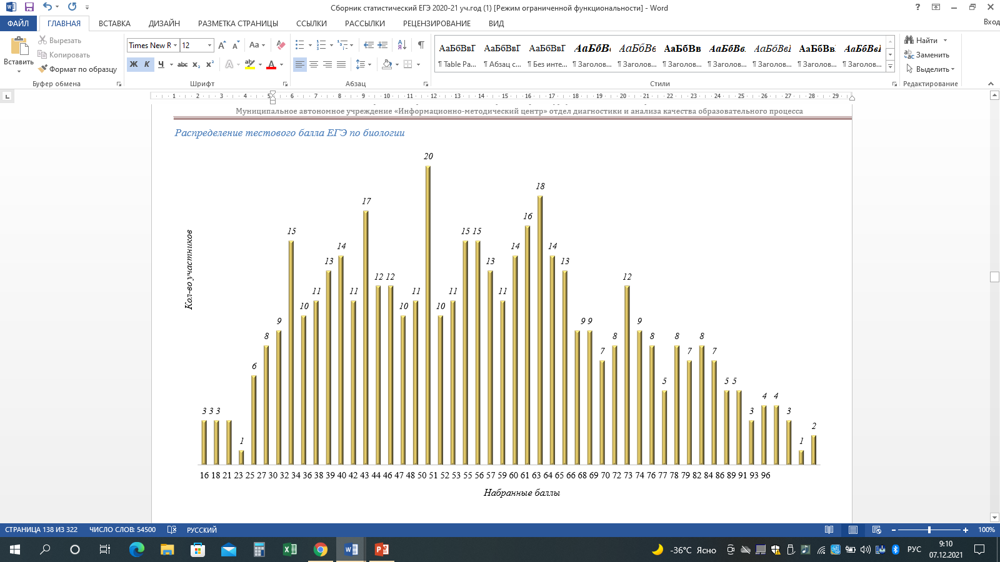 Сборник статистический ЕГЭ 2020-21 уч.год (1) [Режим ограниченной функциональности] - Word
ФАЙЛ ГЛАВНАЯ ВСТАВКА ДИЗАЙН РАЗМЕТКА СТРАНИЦЫ ССЫЛКИ РАССЫЛКИ РЕЦЕНЗИРОВАНИЕ ВИД Вход
Вставить
Вырезать
Копировать
Формат по образцу
Буфер обмена
Times New R 12
Ж К Ч abc x₂ x²
Шрифт
Абзац
АаБбВвГ АаБбВвГ АаБбВвГ АаБбВ АаБбВ АаБбВв АаБбВв. АаБбВвІ АаБбВв АаБбВвІ
¶ Table Pa... ¶ Абзац с... ¶ Без инте... ¶ Заголов... ¶ Заголов... ¶ Заголов... ¶ Заголов... ¶ Заголов... ¶ Заголов... ¶ Заголов...
Стили
Найти
Заменить
Выделить
Редактирование
1 2 3 4 5 6 7 8 9 10 11 12 13 14 15 16 17 18 19 20 21 22 23 24 25 26 27 28 29
Муниципальное автономное учреждение «Информационно-методический центр» отдел диагностики и анализа качества образовательного процесса
Распределение тестового балла ЕГЭ по биологии
Кол-во участников
3 3 3 1 6 8 9 15 10 11 13 14 11 17 12 12 10 11 20 10 11 15 15 13 11 14 16 18 14 13 9 9 7 8 12 9 8 5 8 7 8 7 5 5 3 4 4 3 1 2
16 18 21 23 25 27 30 32 34 36 38 39 40 42 43 44 46 47 48 50 51 52 53 55 56 57 59 60 61 63 64 65 66 68 69 70 72 73 74 76 77 78 79 82 84 86 89 91 93 96
Набранные баллы
СТРАНИЦА 138 ИЗ 322 ЧИСЛО СЛОВ: 54500 РУССКИЙ 100%
-36°C Ясно РУС 9:10
07.12.2021